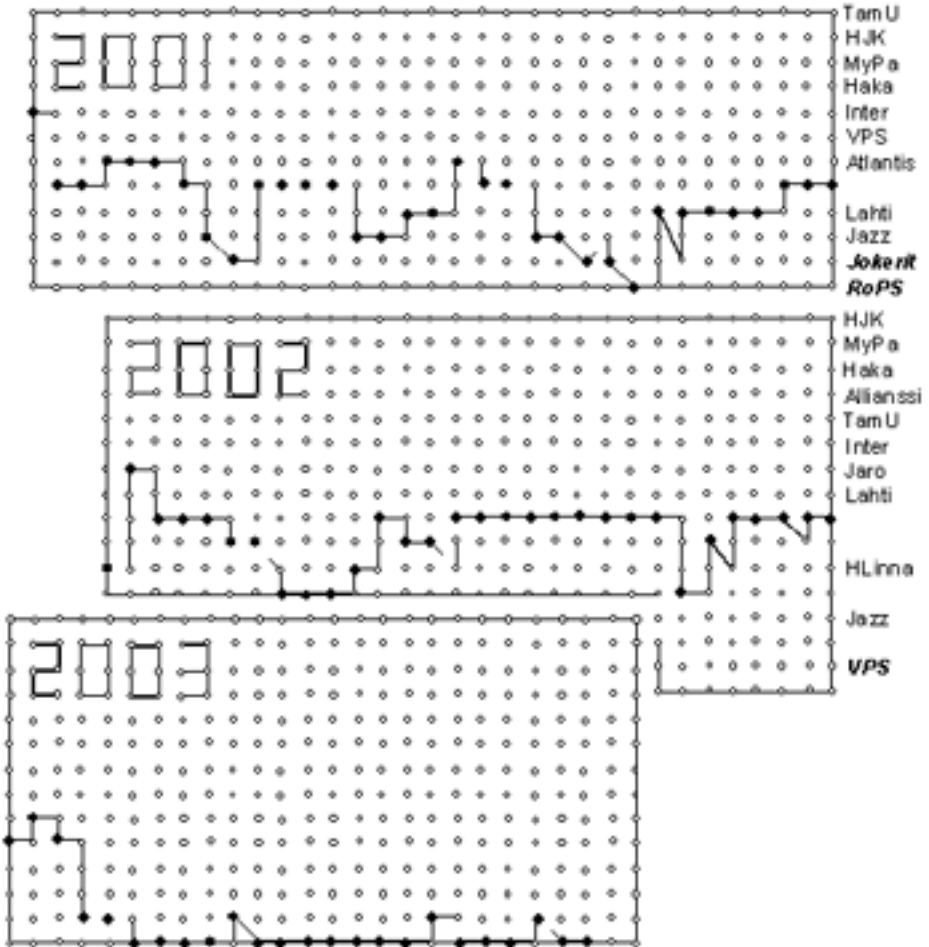 2001
TamU
HJK
MyPa
Haka
Inter
VPS
Atlantis
Lahti
Jazz
Jokerit
RoPS
2002
HJK
MyPa
Haka
Allianssi
TamU
Inter
Jaro
Lahti
HLinna
Jazz
VPS
2003